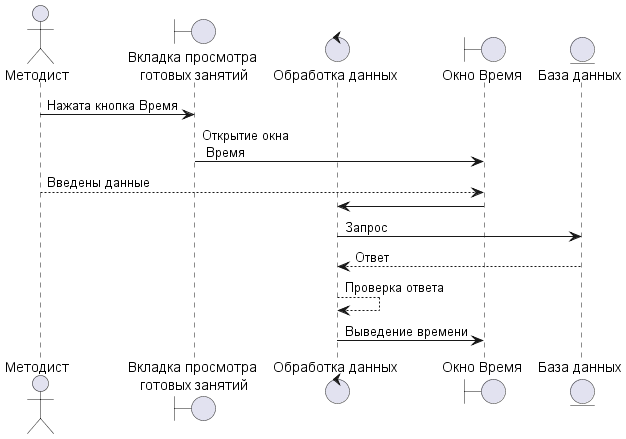 Методист
Вкладка просмотра
готовых занятий
Обработка данных
Окно Время
База данных
Нажата кнопка Время
Открытие окна
Время
Введены данные
Запрос
Ответ
Проверка ответа
Выведение времени
Методист
Вкладка просмотра
готовых занятий
Обработка данных
Окно Время
База данных